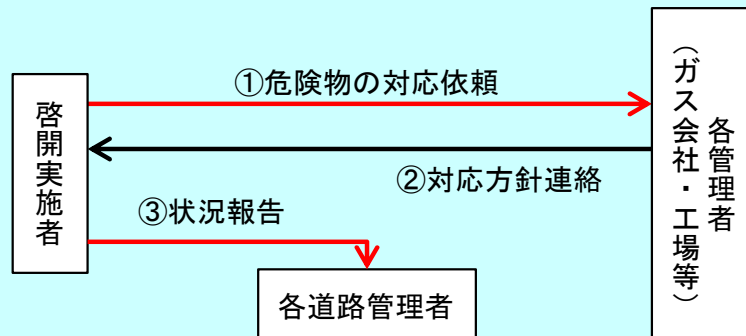 ①危険物の対応依頼
啓開実施者
②対応方針連絡
③状況報告
各道路管理者
各管理者
（ガス会社・工場等）